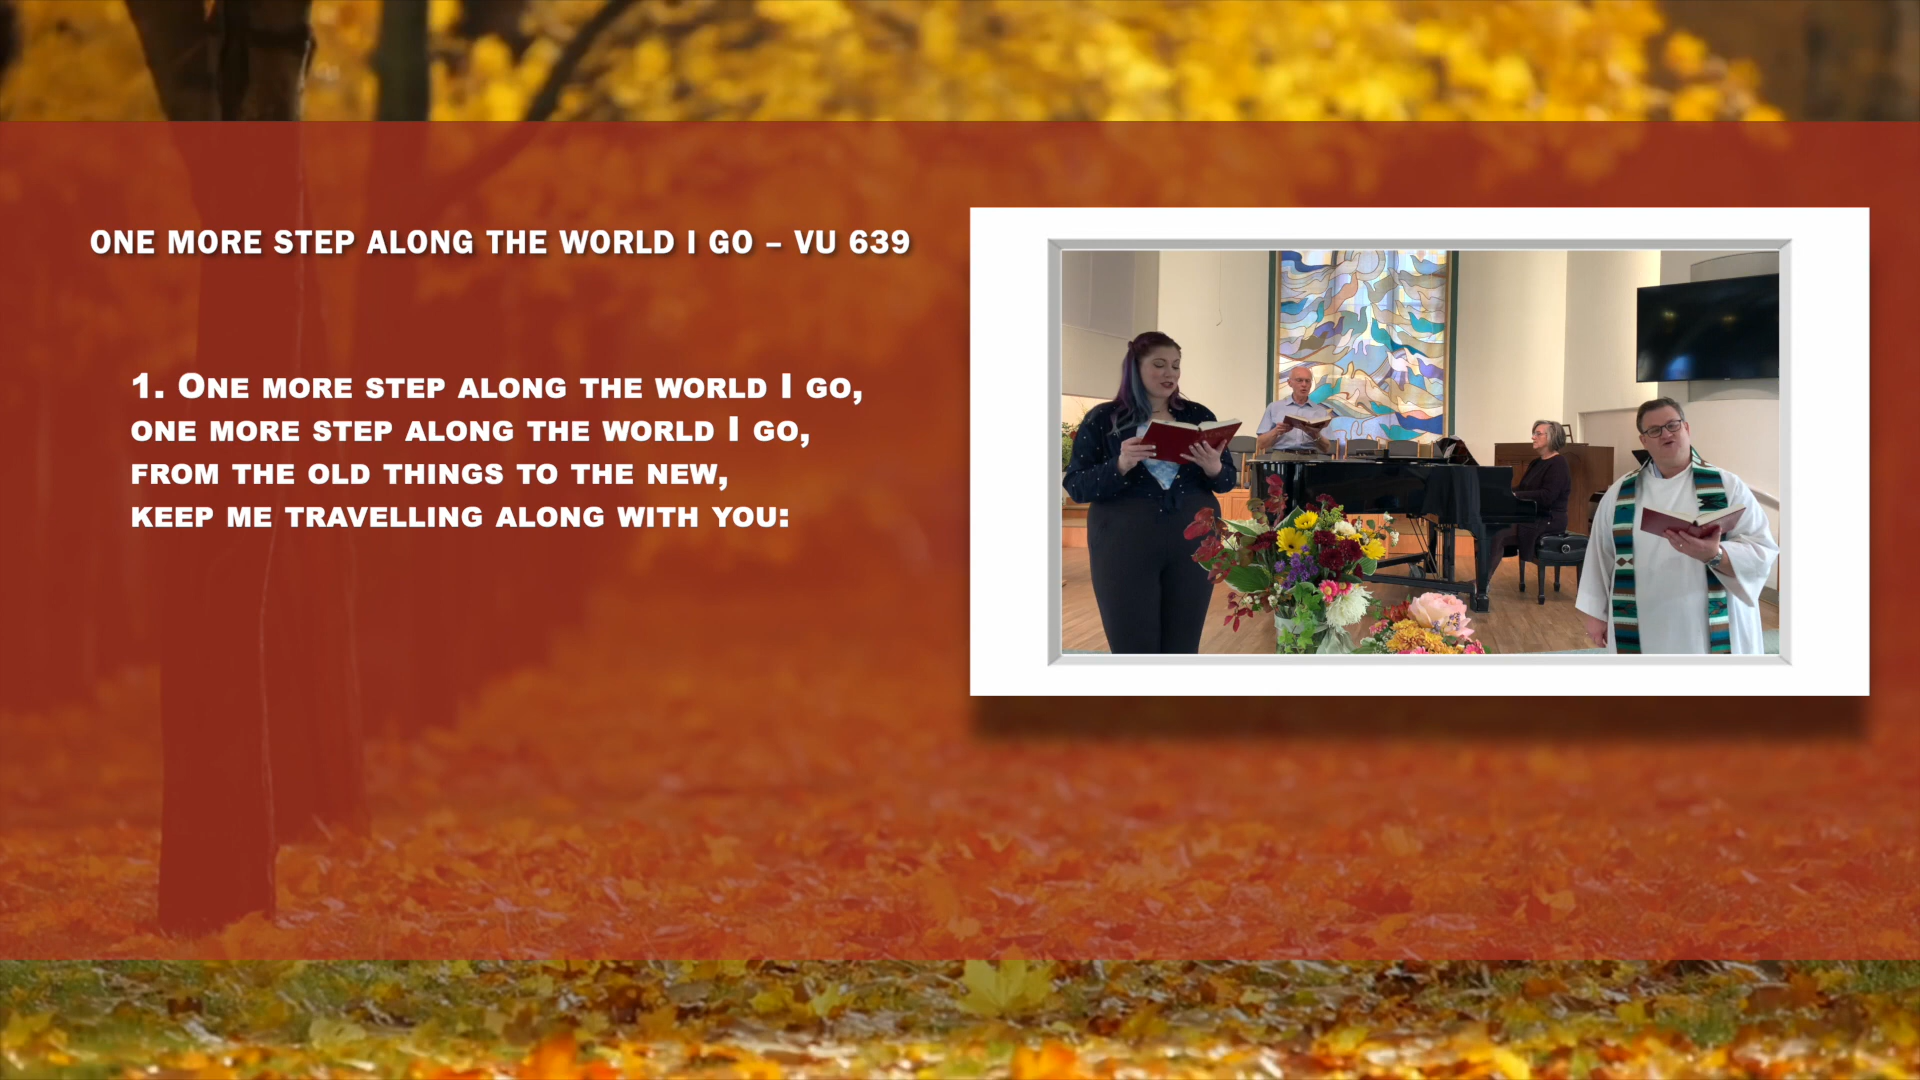 ONE MORE STEP ALONG THE WORLD I GO – VU 639
1. One more step along the world I go,
one more step along the world I go,
from the old things to the new,
keep me travelling along with you: